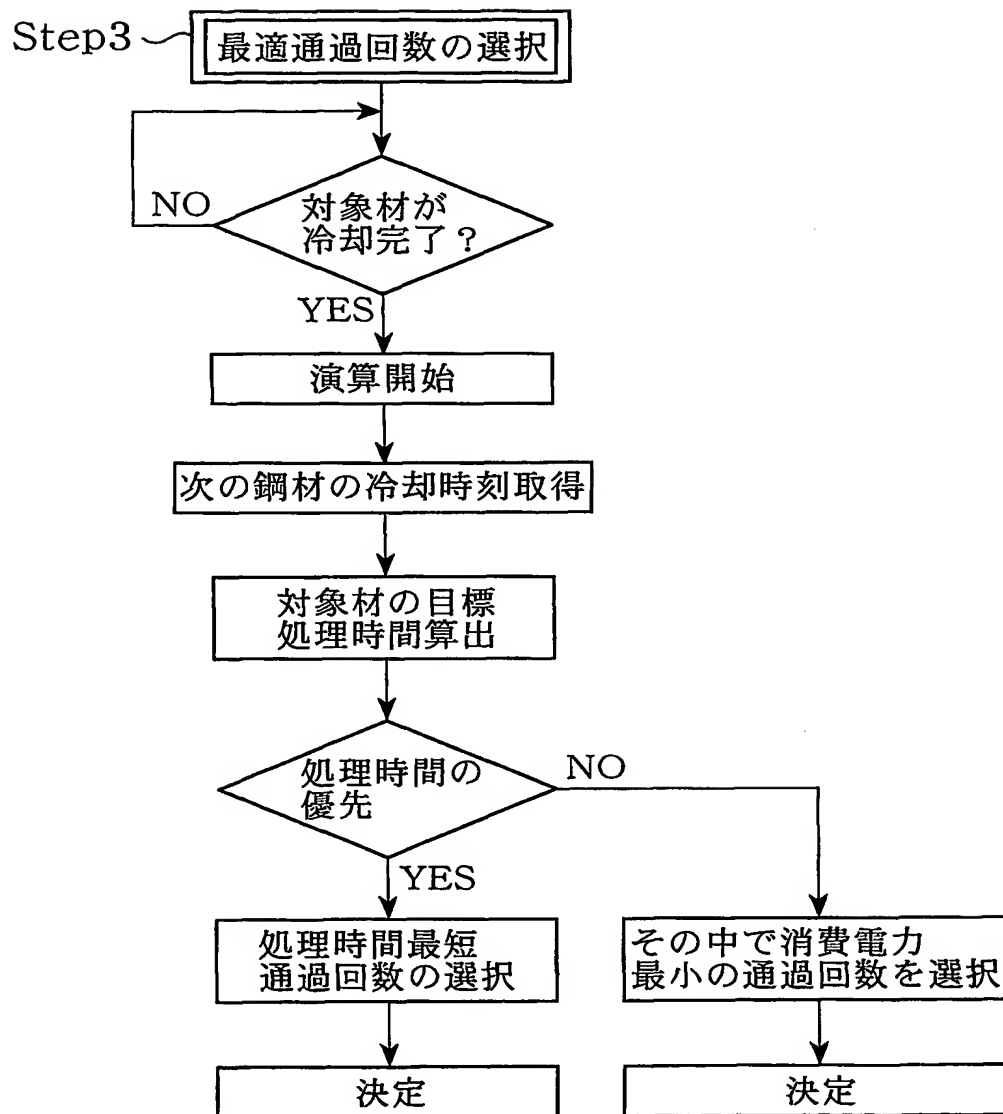 Step3
最適通過回数の選択
NO
対象材が
冷却完了？
YES
演算開始
次の鋼材の冷却時刻取得
対象材の目標
処理時間算出
処理時間の
優先
NO
YES
処理時間最短
通過回数の選択
その中で消費電力
最小の通過回数を選択
決定
決定